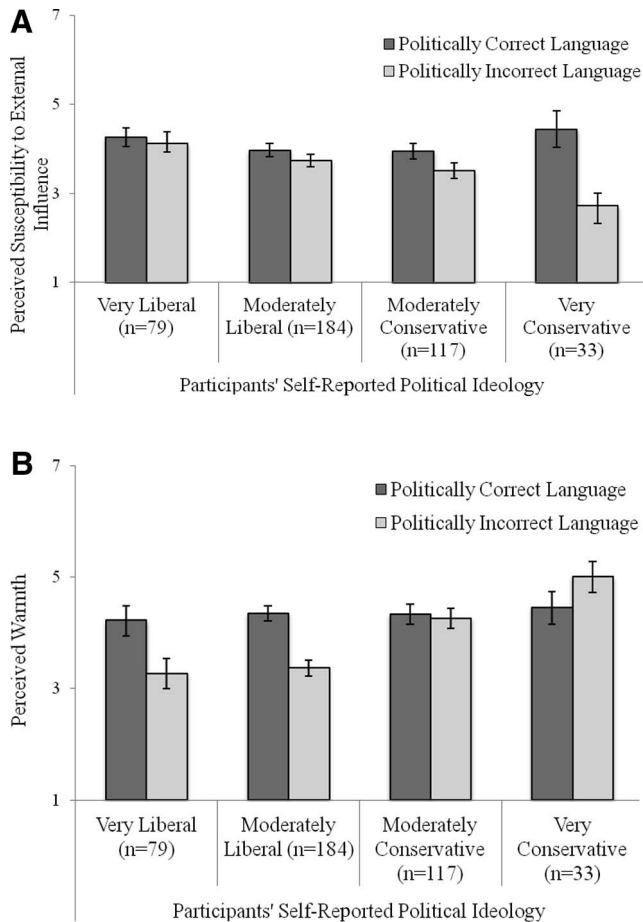 A
7
Politically Correct Language
Politically Incorrect Language
5
3
1
Perceived Susceptibility to External
Influence
Very Liberal
(n=79)
Moderately
Liberal (n=184)
Moderately
Conservative
(n=117)
Very
Conservative
(n=33)
Participants' Self-Reported Political Ideology
B
7
Politically Correct Language
Politically Incorrect Language
5
3
1
Perceived Warmth
Very Liberal
(n=79)
Moderately
Liberal (n=184)
Moderately
Conservative
(n=117)
Very
Conservative
(n=33)
Participants' Self-Reported Political Ideology